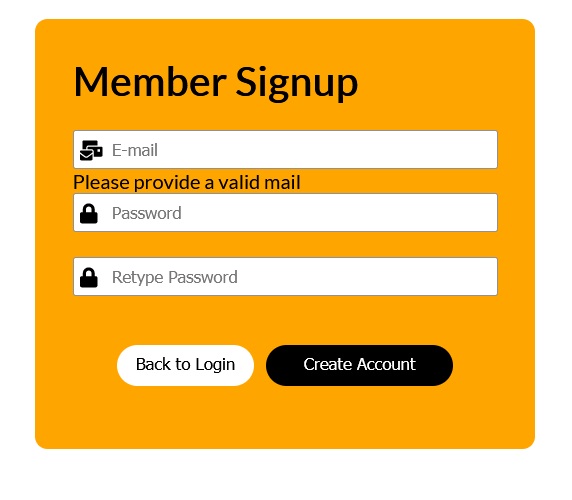 Member Signup
E-mail
Please provide a valid mail
Password
Retype Password
Back to Login
Create Account